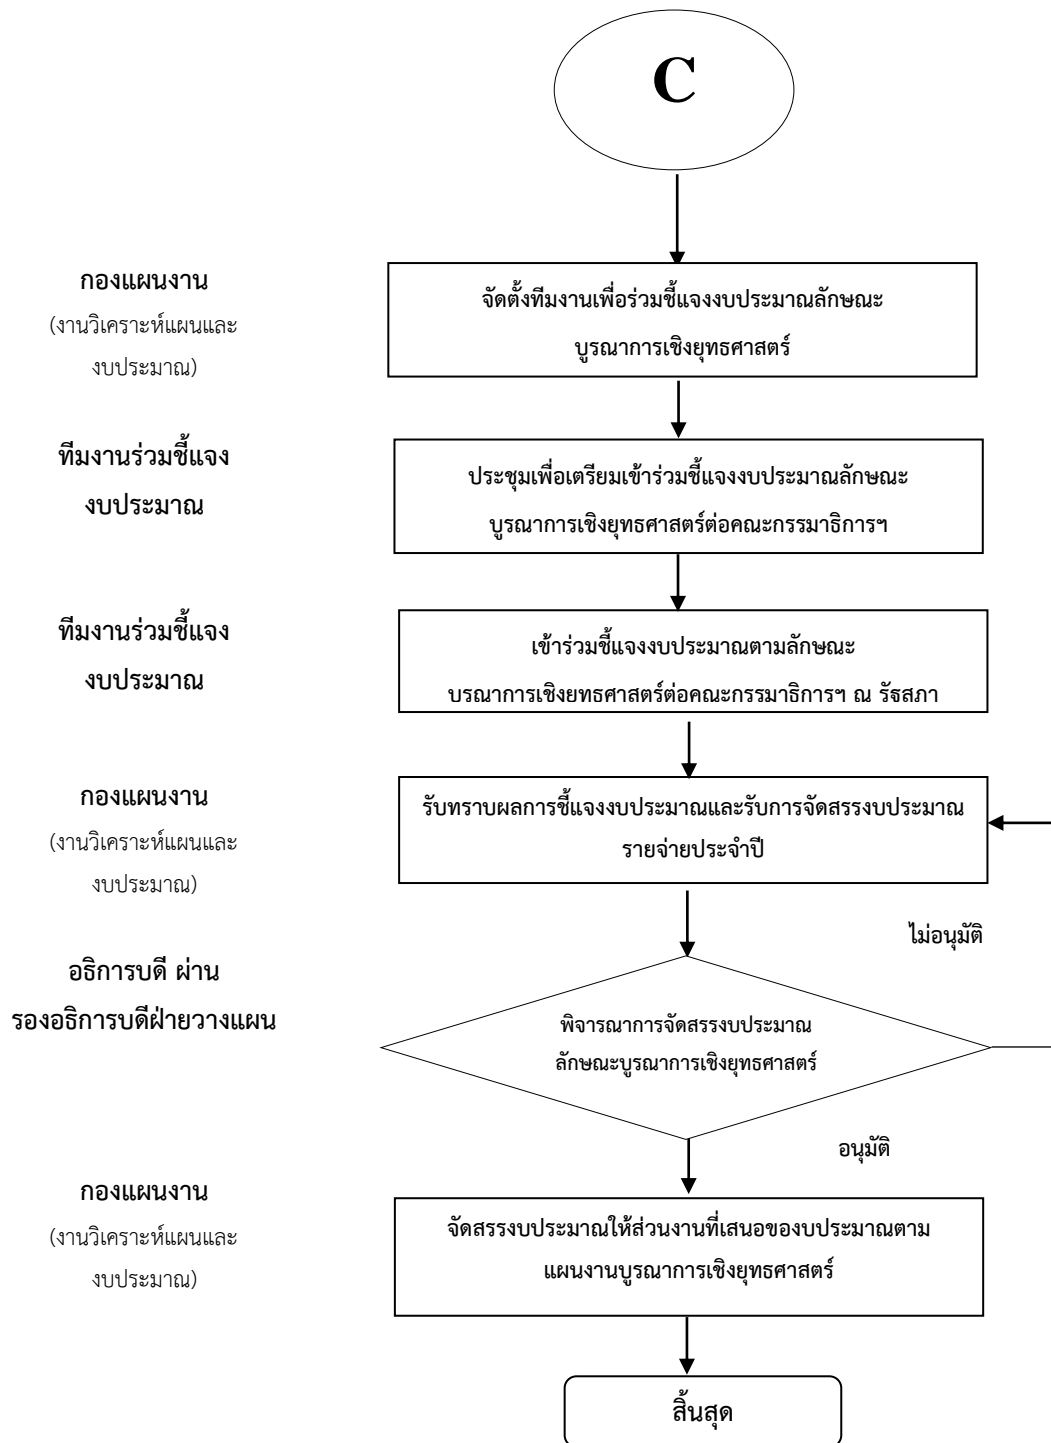 C
กองแผนงาน
(งานวิเคราะห์แผนและ
งบประมาณ)
จัดตั้งทีมงานเพื่อร่วมชี้แจงงบประมาณลักษณะ
บูรณาการเชิงยุทธศาสตร์
ทีมงานร่วมชี้แจง
งบประมาณ
ประชุมเพื่อเตรียมเข้าร่วมชี้แจงงบประมาณลักษณะ
บูรณาการเชิงยุทธศาสตร์ต่อคณะกรรมาธิการฯ
ทีมงานร่วมชี้แจง
งบประมาณ
เข้าร่วมชี้แจงงบประมาณตามลักษณะ
บูรณาการเชิงยุทธศาสตร์ต่อคณะกรรมาธิการฯ ณ รัฐสภา
กองแผนงาน
(งานวิเคราะห์แผนและ
งบประมาณ)
รับทราบผลการชี้แจงงบประมาณและรับการจัดสรรงบประมาณ
รายจ่ายประจำปี
ไม่อนุมัติ
อธิการบดี ผ่าน
รองอธิการบดีฝ่ายวางแผน
พิจารณาการจัดสรรงบประมาณ
ลักษณะบูรณาการเชิงยุทธศาสตร์
อนุมัติ
กองแผนงาน
(งานวิเคราะห์แผนและ
งบประมาณ)
จัดสรรงบประมาณให้ส่วนงานที่เสนอของบประมาณตาม
แผนงานบูรณาการเชิงยุทธศาสตร์
สิ้นสุด